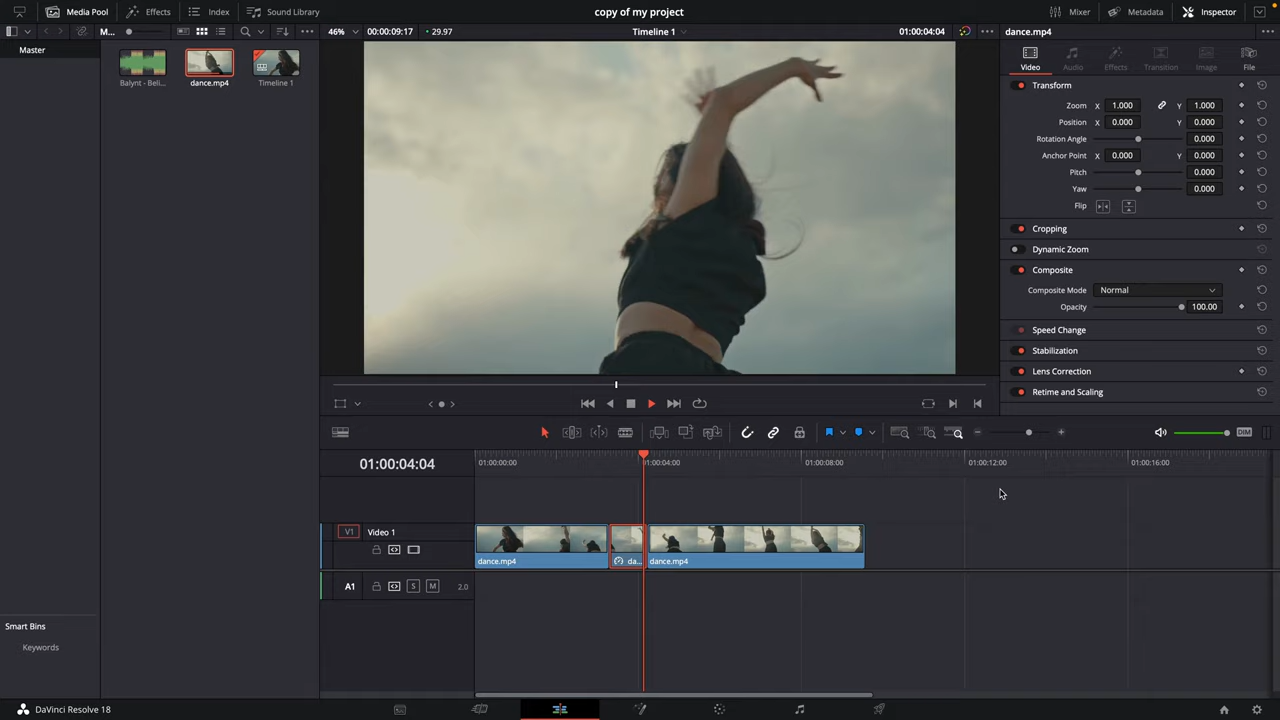 Media Pool Effects Index Sound Library copy of my project Mixer Metadata Inspector
M... 46% 00:00:09:17 29.97 Timeline 1 01:00:04:04 dance.mp4
Master
Balynt - Beli... dance.mp4 Timeline 1
Video Audio Effects Transition Image File
Transform
Zoom X 1.000 Y 1.000
Position X 0.000 Y 0.000
Rotation Angle 0.000
Anchor Point X 0.000 Y 0.000
Pitch 0.000
Yaw 0.000
Flip
Cropping
Dynamic Zoom
Composite
Composite Mode Normal
Opacity 100.00
Speed Change
Stabilization
Lens Correction
Retime and Scaling
DIM
01:00:04:04 01:00:00:00 01:00:04:00 01:00:08:00 01:00:12:00 01:00:16:00
V1 Video 1
dance.mp4 da... dance.mp4
A1 S M 2.0
Smart Bins
Keywords
DaVinci Resolve 18